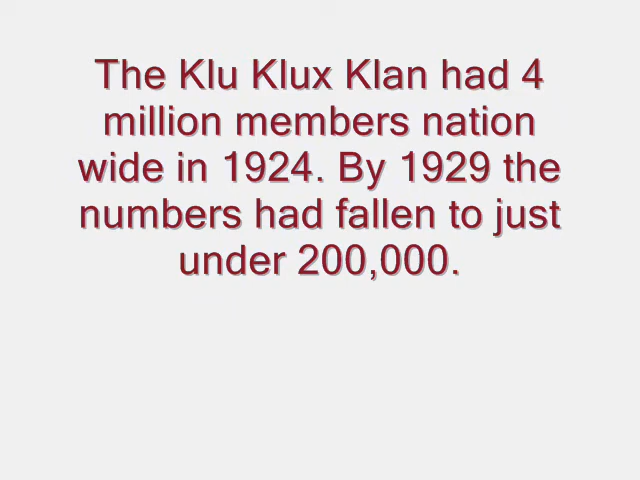 The Klu Klux Klan had 4
million members nation
wide in 1924. By 1929 the
numbers had fallen to just
under 200,000.